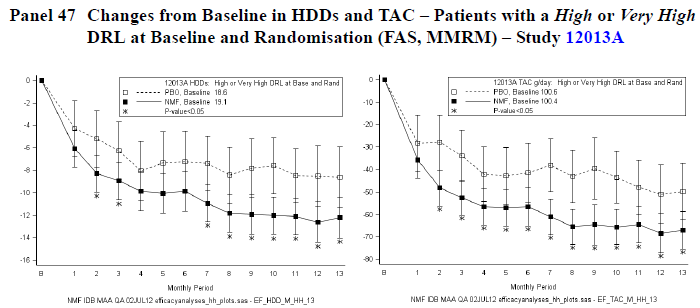 Panel 47 Changes from Baseline in HDDs and TAC – Patients with a High or Very High
DRL at Baseline and Randomisation (FAS, MMRM) – Study 12013A
12013A HDDs: High or Very High DRL at Base and Rand
PBO, Baseline 18.6
NMF, Baseline 19.1
P-value<0.05
0
-2
-4
-6
-8
-10
-12
-14
-16
B 1 2 3 4 5 6 7 8 9 10 11 12 13
Monthly Period
NMF IDB MAA QA 02JUL12 efficacyanalyses_hh_plots.sas - EF_HDD_M_HH_13
12013A TAC g/day: High or Very High DRL at Base and Rand
PBO, Baseline 100.6
NMF, Baseline 100.4
P-value<0.05
0
-10
-20
-30
-40
-50
-60
-70
-80
B 1 2 3 4 5 6 7 8 9 10 11 12 13
Monthly Period
NMF IDB MAA QA 02JUL12 efficacyanalyses_hh_plots.sas - EF_TAC_M_HH_13